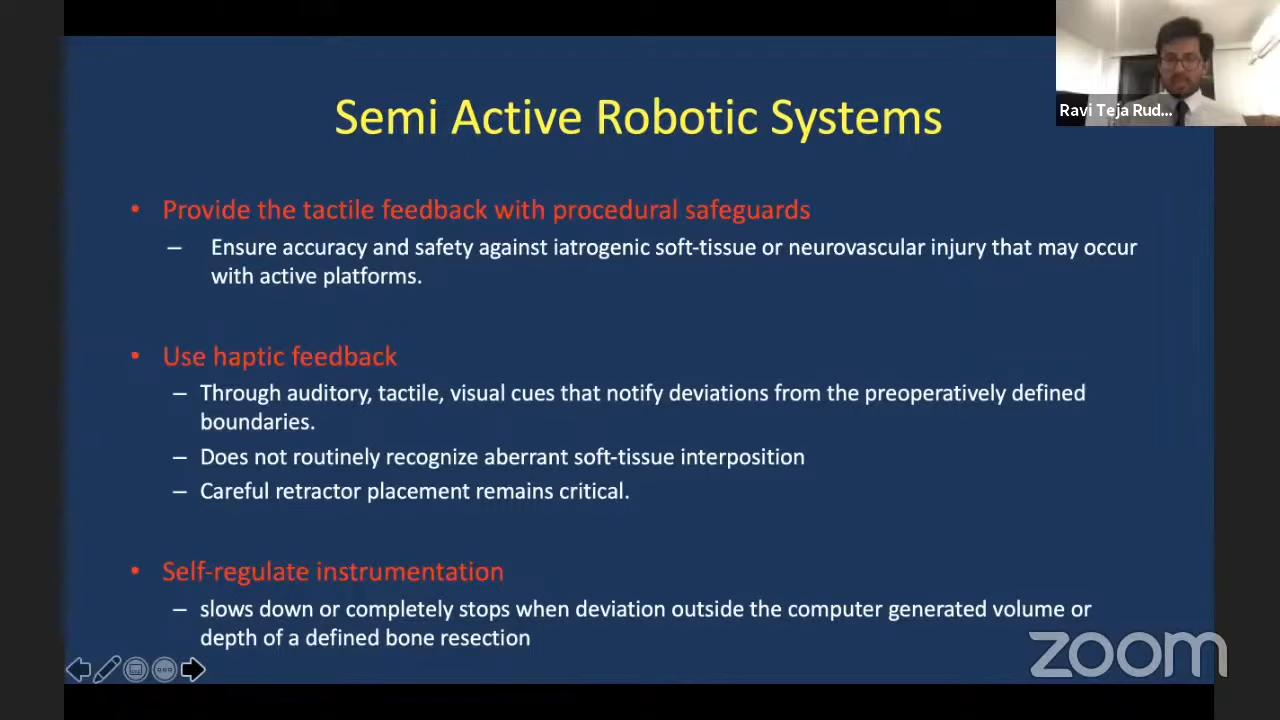 Semi Active Robotic Systems
Ravi Teja Rud...
• Provide the tactile feedback with procedural safeguards
– Ensure accuracy and safety against iatrogenic soft-tissue or neurovascular injury that may occur
with active platforms.
• Use haptic feedback
– Through auditory, tactile, visual cues that notify deviations from the preoperatively defined
boundaries.
– Does not routinely recognize aberrant soft-tissue interposition
– Careful retractor placement remains critical.
• Self-regulate instrumentation
– slows down or completely stops when deviation outside the computer generated volume or
depth of a defined bone resection
zoom